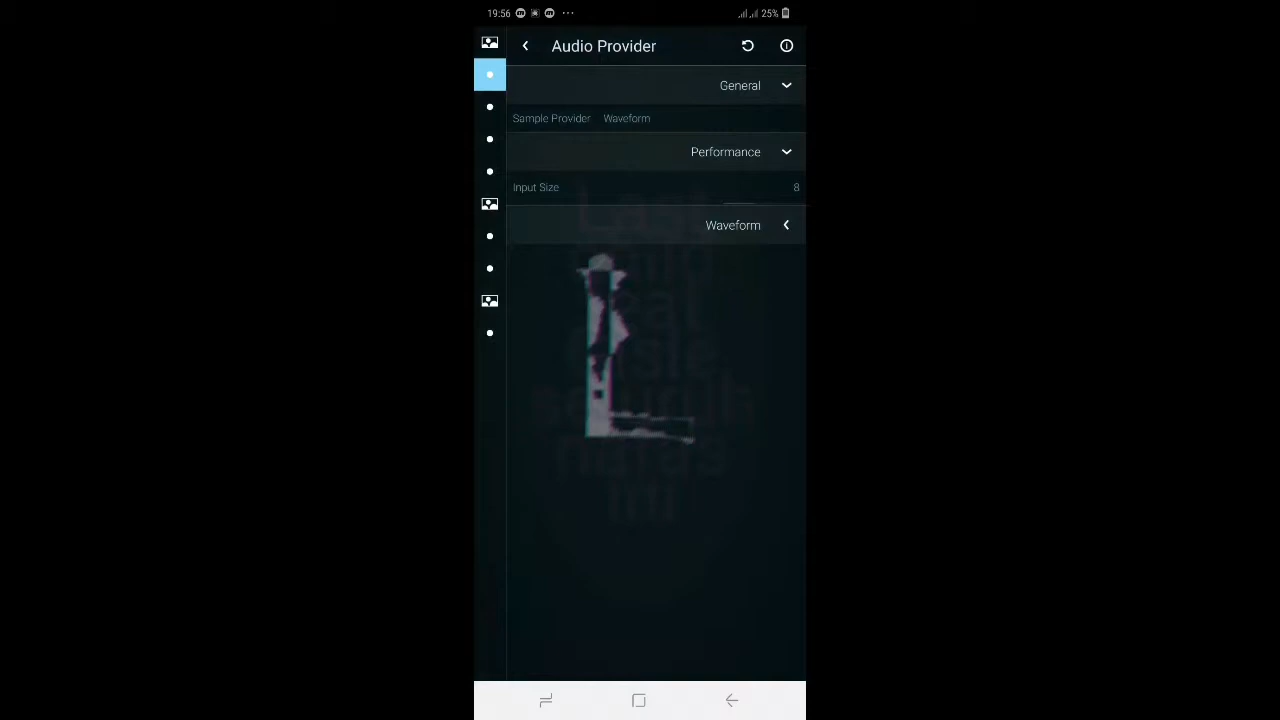 19:56 25%
Audio Provider
General
Sample Provider Waveform
Performance
Input Size 8
Waveform
L